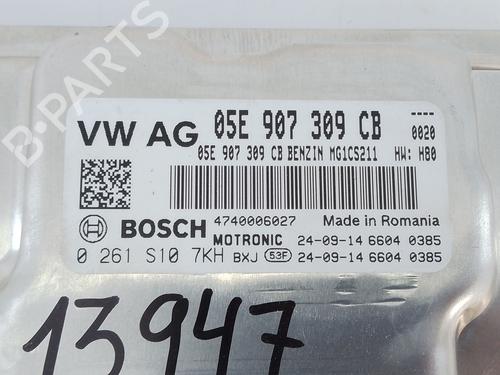 VW AG 05E 907 309 CB ---- 0020
05E 907 309 CB BENZIN MG1CS211 HW: H80
BOSCH 4740006027 Made in Romania
MOTRONIC 24-09-14 6604 0385
0 261 S10 7KH BXJ 53F 24-09-14 6604 0385
13947